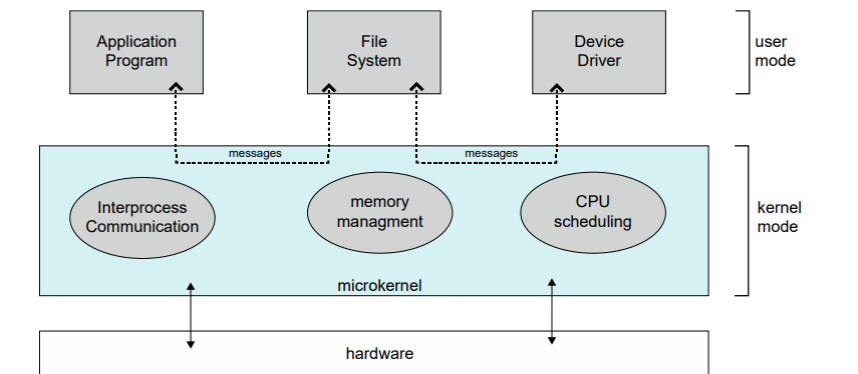 Application
Program
File
System
Device
Driver
user
mode
messages
messages
Interprocess
Communication
memory
managment
CPU
scheduling
kernel
mode
microkernel
hardware